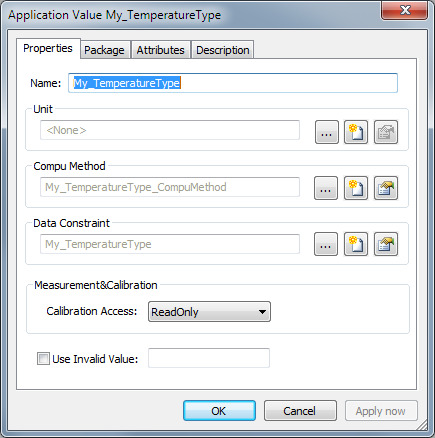 Application Value My_TemperatureType
Properties Package Attributes Description
Name: My_TemperatureType
Unit
<None> ...
Compu Method
My_TemperatureType_CompuMethod ...
Data Constraint
My_TemperatureType ...
Measurement&Calibration
Calibration Access: ReadOnly
Use Invalid Value:
OK Cancel Apply now